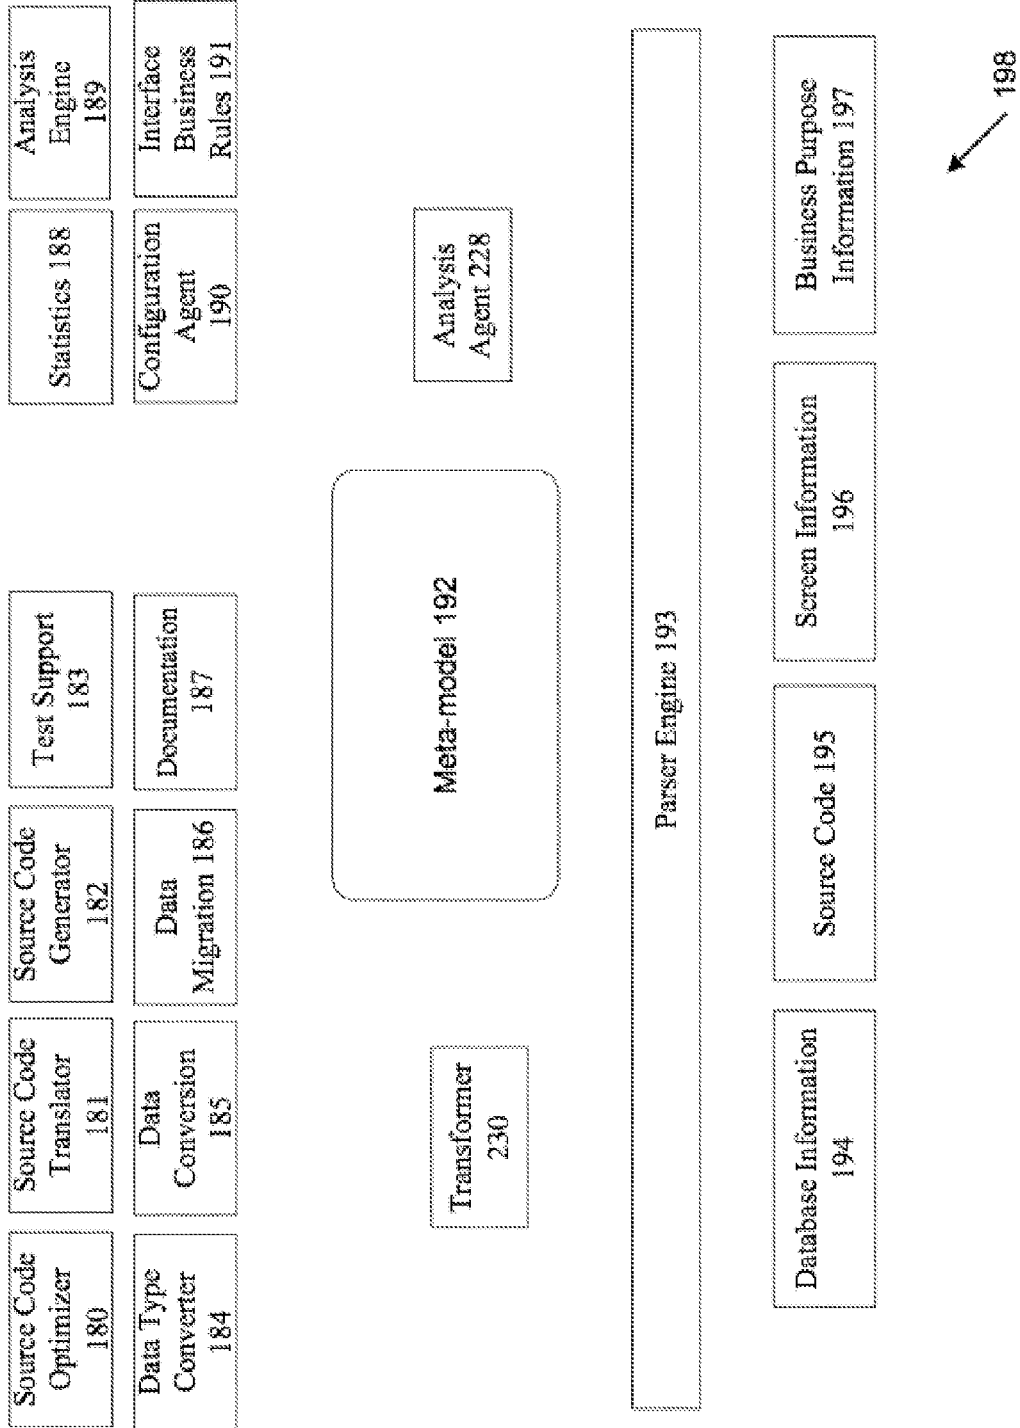 Source Code
Optimizer
180
Source Code
Translator
181
Source Code
Generator
182
Test Support
183
Statistics 188
Analysis
Engine
189
Data Type
Converter
184
Data
Conversion
185
Data
Migration 186
Documentation
187
Configuration
Agent
190
Interface
Business
Rules 191
Transformer
230
Meta-model 192
Analysis
Agent 228
Parser Engine 193
Database Information
194
Source Code 195
Screen Information
196
Business Purpose
Information 197
198